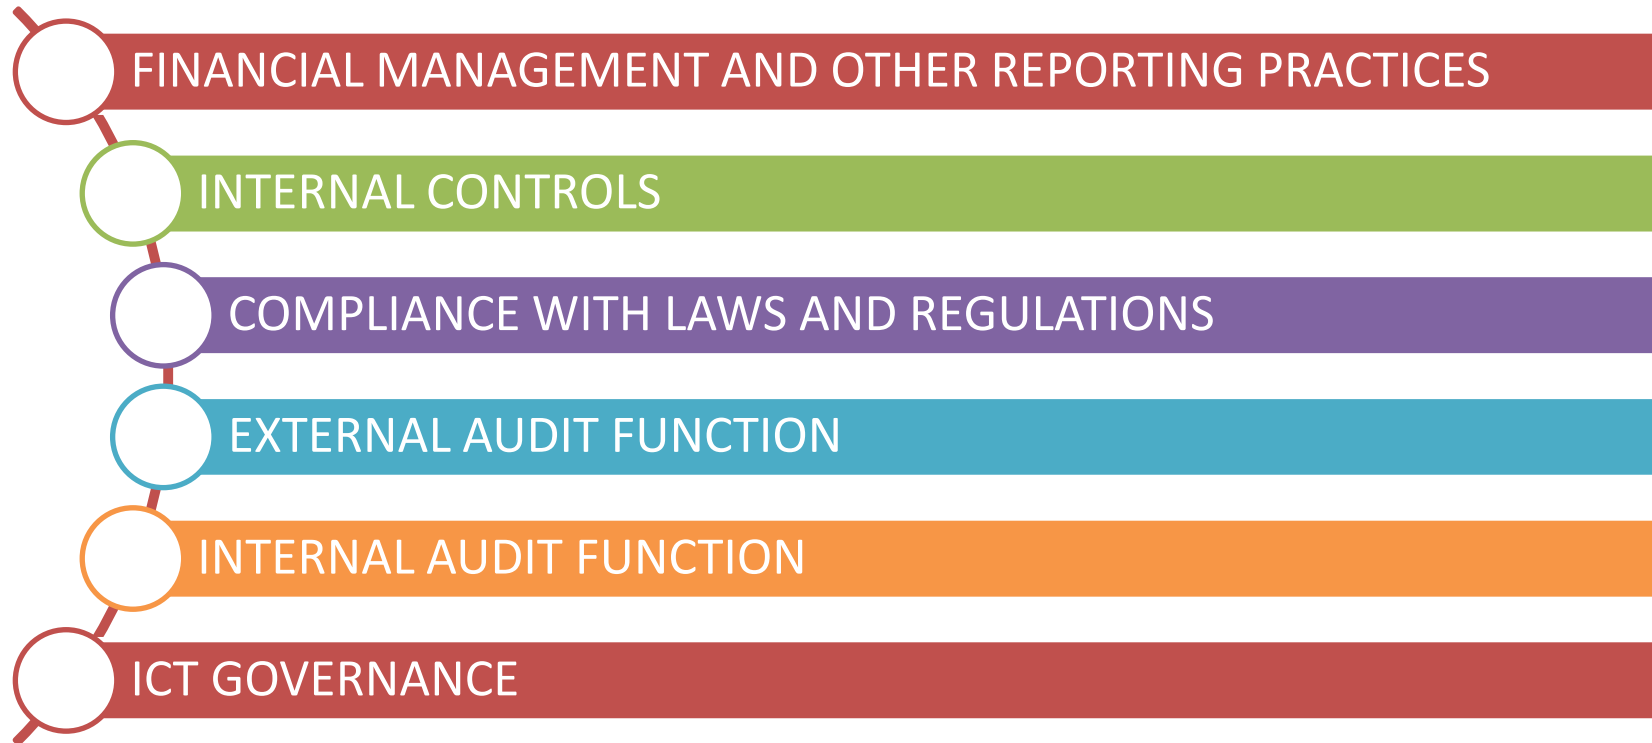 FINANCIAL MANAGEMENT AND OTHER REPORTING PRACTICES
INTERNAL CONTROLS
COMPLIANCE WITH LAWS AND REGULATIONS
EXTERNAL AUDIT FUNCTION
INTERNAL AUDIT FUNCTION
ICT GOVERNANCE